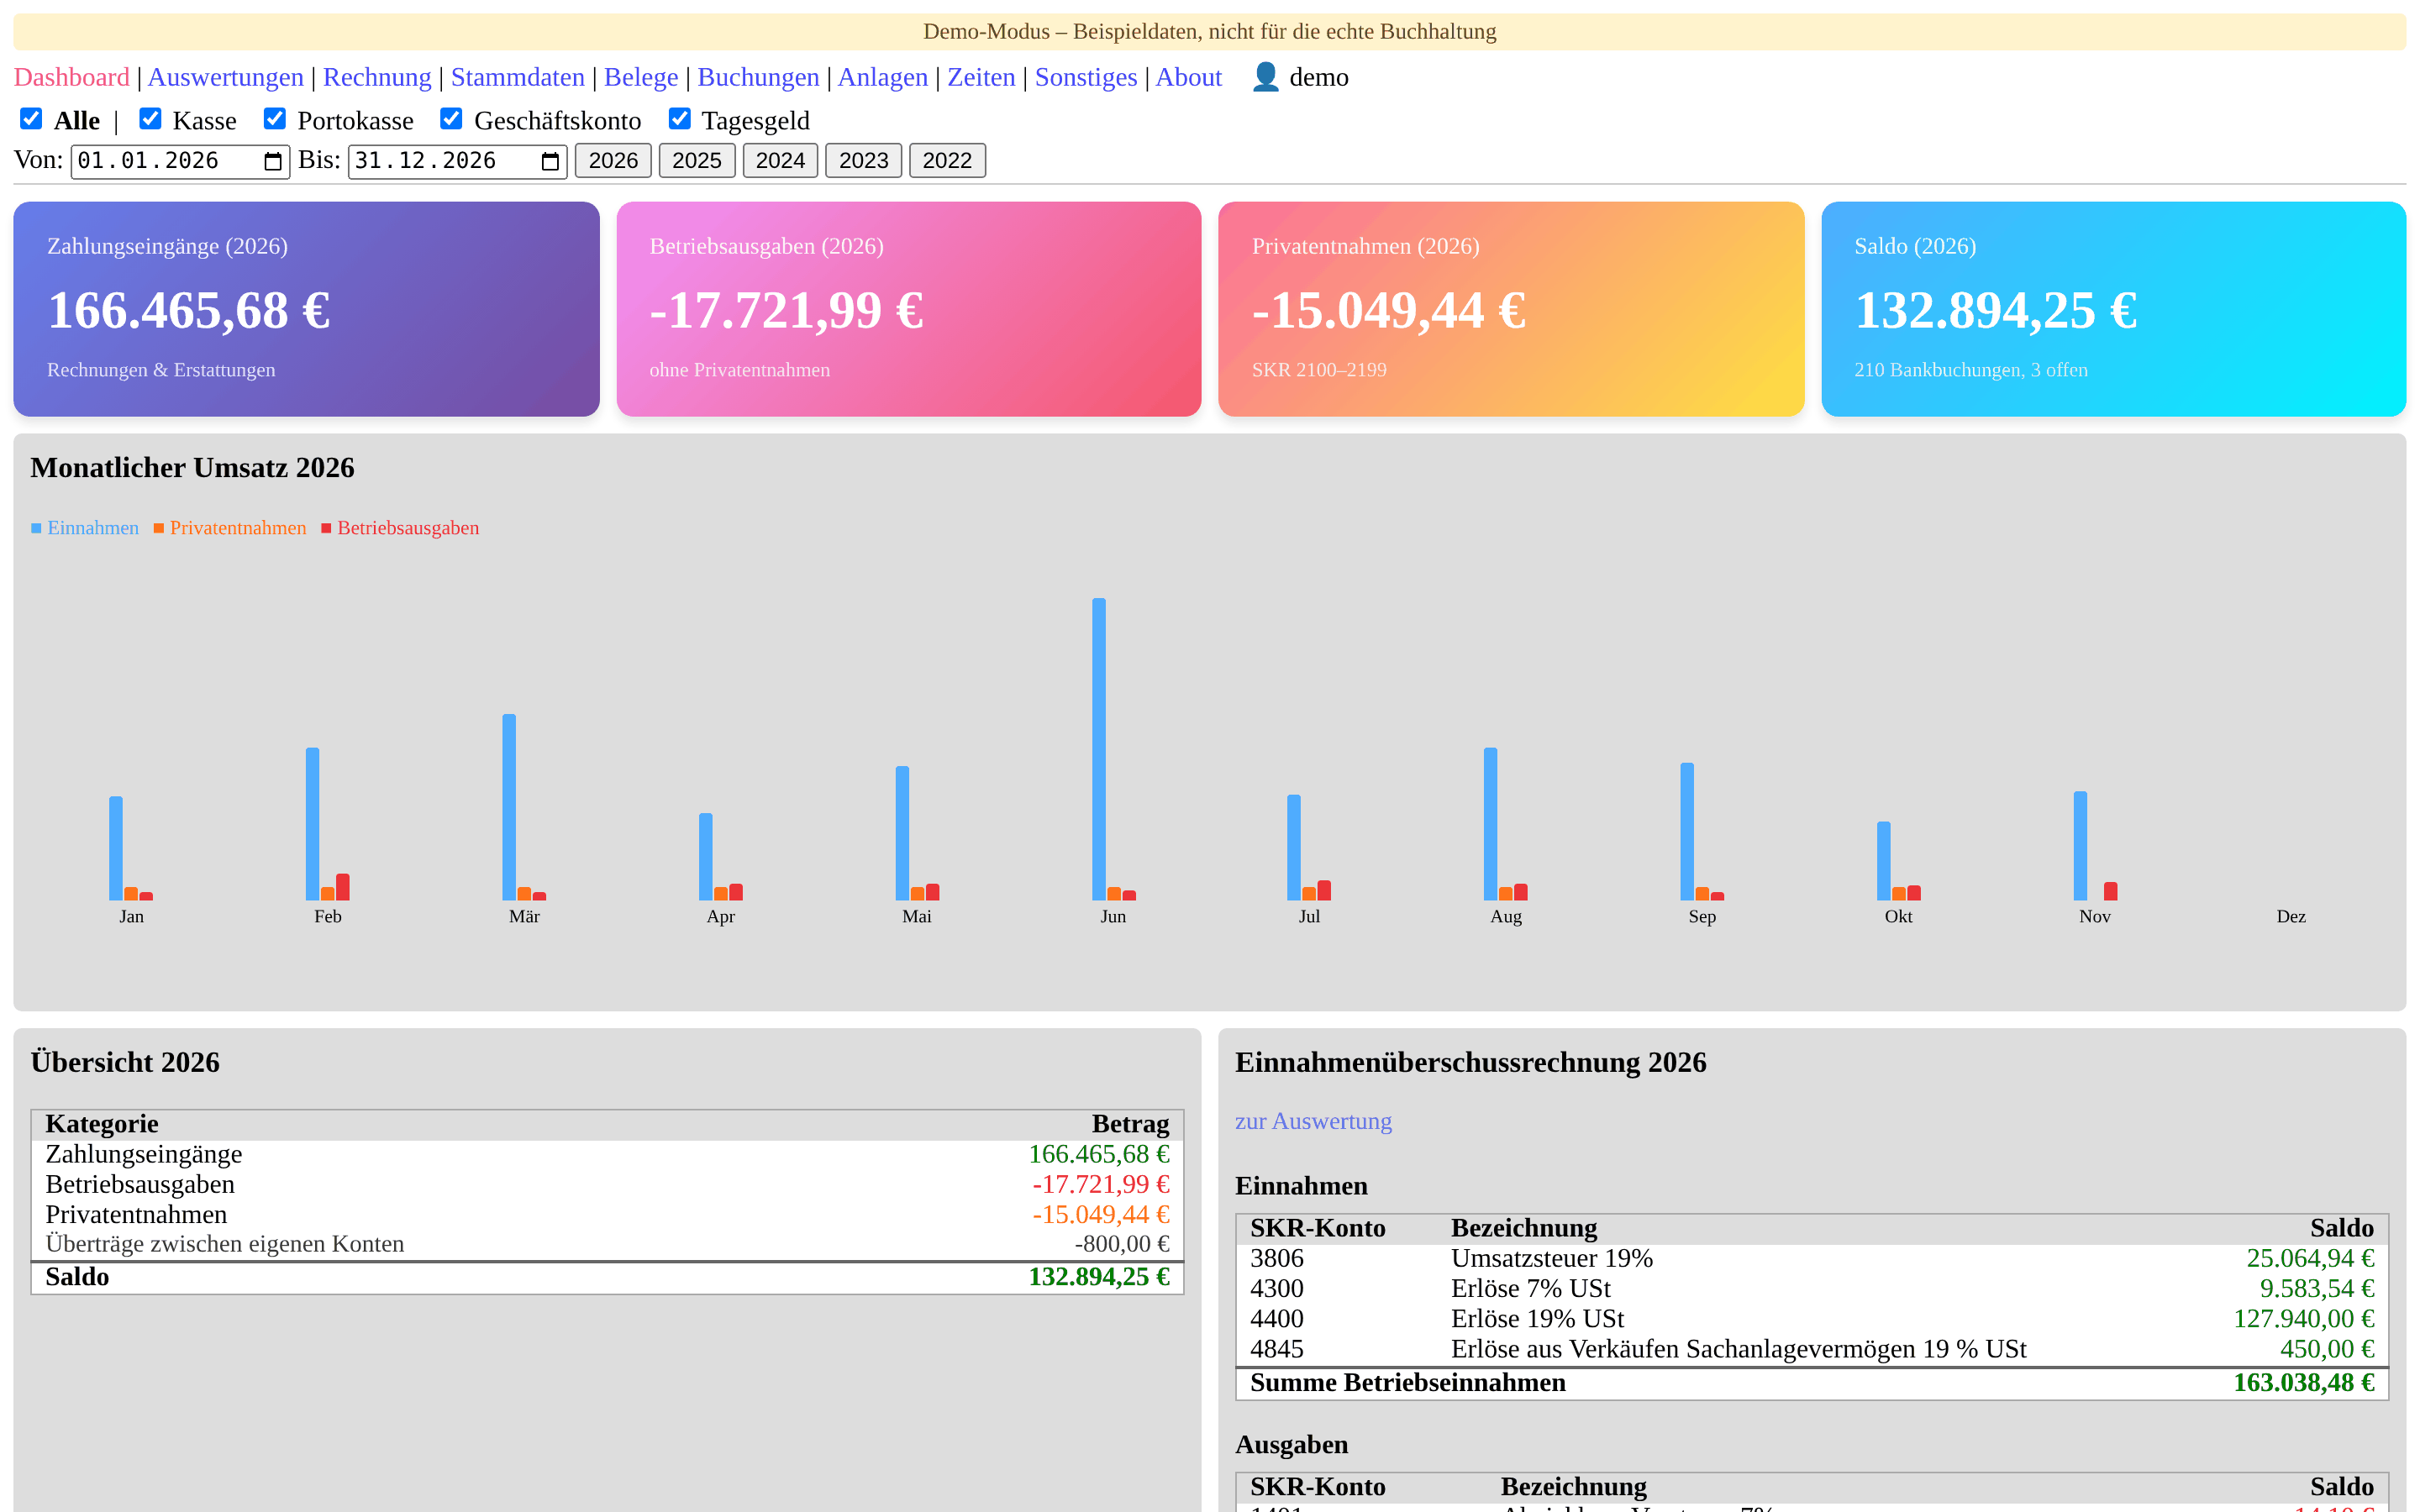 Demo-Modus – Beispieldaten, nicht für die echte Buchhaltung
Dashboard | Auswertungen | Rechnung | Stammdaten | Belege | Buchungen | Anlagen | Zeiten | Sonstiges | About 👤 demo
Alle | Kasse Portokasse Geschäftskonto Tagesgeld
Von: 01.01.2026 Bis: 31.12.2026 2026 2025 2024 2023 2022
Zahlungseingänge (2026)
166.465,68 €
Rechnungen & Erstattungen
Betriebsausgaben (2026)
-17.721,99 €
ohne Privatentnahmen
Privatentnahmen (2026)
-15.049,44 €
SKR 2100–2199
Saldo (2026)
132.894,25 €
210 Bankbuchungen, 3 offen
Monatlicher Umsatz 2026
Einnahmen Privatentnahmen Betriebsausgaben
Jan Feb Mär Apr Mai Jun Jul Aug Sep Okt Nov Dez
Übersicht 2026
Kategorie Betrag
Zahlungseingänge 166.465,68 €
Betriebsausgaben -17.721,99 €
Privatentnahmen -15.049,44 €
Überträge zwischen eigenen Konten -800,00 €
Saldo 132.894,25 €
Einnahmenüberschussrechnung 2026
zur Auswertung
Einnahmen
SKR-Konto Bezeichnung Saldo
3806 Umsatzsteuer 19% 25.064,94 €
4300 Erlöse 7% USt 9.583,54 €
4400 Erlöse 19% USt 127.940,00 €
4845 Erlöse aus Verkäufen Sachanlagevermögen 19 % USt 450,00 €
Summe Betriebseinnahmen 163.038,48 €
Ausgaben
SKR-Konto Bezeichnung Saldo